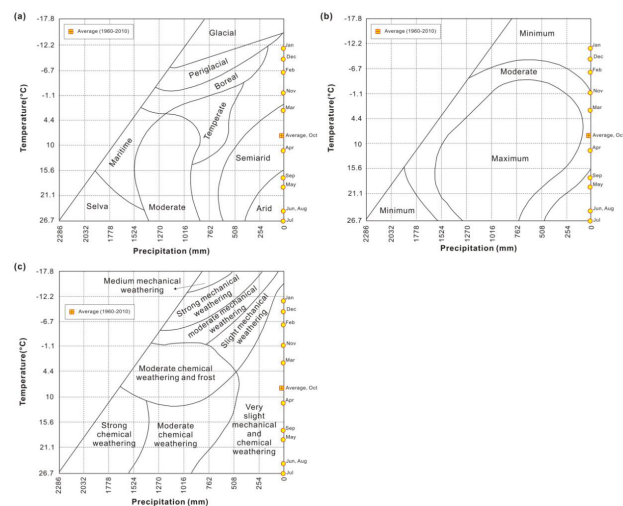 (a)
Average (1960-2010)
Glacial
Periglacial
Boreal
Temperate
Maritime
Semiarid
Selva
Moderate
Arid
-17.8
-12.2
-6.7
-1.1
4.4
10
15.6
21.1
26.7
Temperature(°C)
2286
2032
1778
1524
1270
1016
762
508
254
0
Precipitation (mm)
Jan
Dec
Feb
Nov
Mar
Average, Oct
Apr
Sep
May
Jun, Aug
Jul
(b)
Average (1960-2010)
Minimum
Moderate
Maximum
Minimum
-17.8
-12.2
-6.7
-1.1
4.4
10
15.6
21.1
26.7
Temperature(°C)
2286
2032
1778
1524
1270
1016
762
508
254
0
Precipitation (mm)
Jan
Dec
Feb
Nov
Mar
Average, Oc
Apr
Sep
May
Jun, Aug
Jul
(c)
Average (1960-2010)
Medium mechanical
weathering
Strong mechanical
weathering
moderate mechanical
weathering
Slight mechanical
weathering
Moderate chemical
weathering and frost
Strong
chemical
weathering
Moderate
chemical
weathering
Very
slight
mechanical
and
chemical
weathering
-17.8
-12.2
-6.7
-1.1
4.4
10
15.6
21.1
26.7
Temperature(°C)
2286
2032
1778
1524
1270
1016
762
508
254
0
Precipitation (mm)
Jan
Dec
Feb
Nov
Mar
Average, Oct
Apr
Sep
May
Jun, Aug
Jul